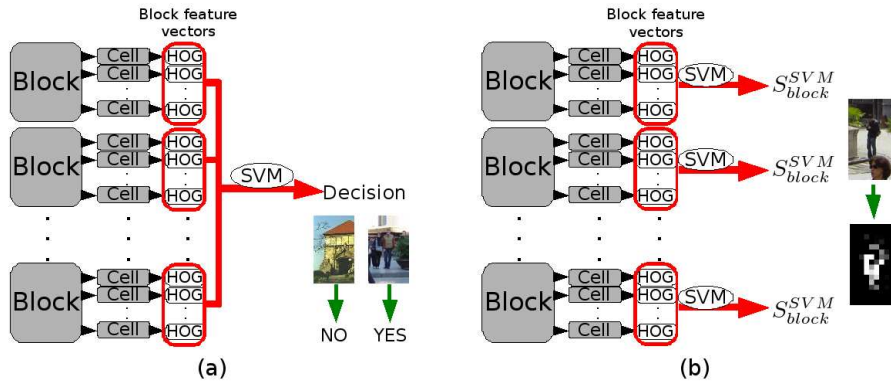 Block feature
vectors
Block
Cell
HOG
Cell
HOG
Cell
HOG
Block
Cell
HOG
Cell
HOG
Cell
HOG
SVM
Decision
Block
Cell
HOG
Cell
HOG
Cell
HOG
NO
YES
(a)
Block feature
vectors
Block
Cell
HOG
Cell
HOG
Cell
HOG
SVM
S_{block}^{SVM}
Block
Cell
HOG
Cell
HOG
Cell
HOG
SVM
S_{block}^{SVM}
Block
Cell
HOG
Cell
HOG
Cell
HOG
SVM
S_{block}^{SVM}
(b)